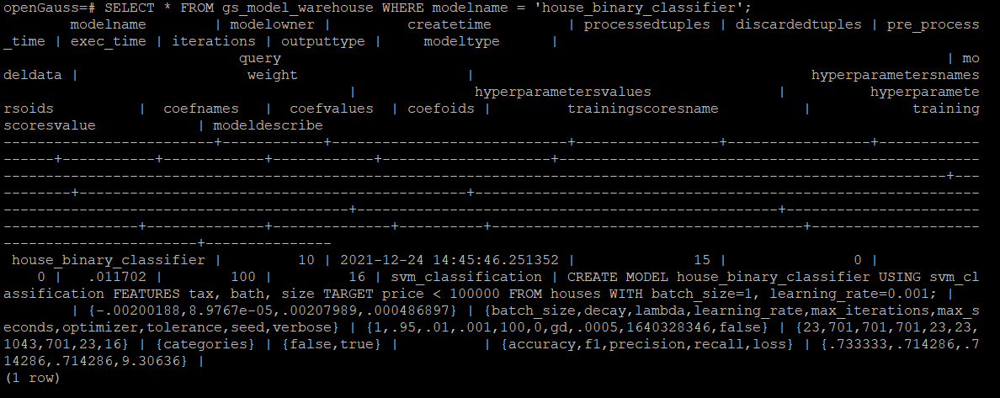 openGauss=# SELECT * FROM gs_model_warehouse WHERE modelname = 'house_binary_classifier';
        modelname        | modelowner |         createtime         | processedtuples | discardedtuples | pre_process
_time | exec_time | iterations | outputtype |     modeltype      |
                            query                                                                               | mo
deldata |                    weight                    |                                        hyperparametersnames
                                         |              hyperparametersvalues               |          hyperparamete
rsoids          |  coefnames   |  coefvalues  | coefoids |         trainingscoresname          |            training
scoresvalue            | modeldescribe
-------------------------+------------+----------------------------+-----------------+-----------------+------------
------+-----------+------------+------------+--------------------+--------------------------------------------------
----------------------------------------------------------------------------------------------------------------+---
--------+----------------------------------------------+------------------------------------------------------------
-----------------------------------------+--------------------------------------------------+-----------------------
----------------+--------------+--------------+----------+-------------------------------------+--------------------
-----------------------+---------------
 house_binary_classifier |         10 | 2021-12-24 14:45:46.251352 |              15 |               0 |
    0 |   .011702 |        100 |         16 | svm_classification | CREATE MODEL house_binary_classifier USING svm_cl
assification FEATURES tax, bath, size TARGET price < 100000 FROM houses WITH batch_size=1, learning_rate=0.001; |
        | {-.00200188,8.9767e-05,.00207989,.000486897} | {batch_size,decay,lambda,learning_rate,max_iterations,max_s
econds,optimizer,tolerance,seed,verbose} | {1,.95,.01,.001,100,0,gd,.0005,1640328346,false} | {23,701,701,701,23,23,
1043,701,23,16} | {categories} | {false,true} |          | {accuracy,f1,precision,recall,loss} | {.733333,.714286,.7
14286,.714286,9.30636} |
(1 row)